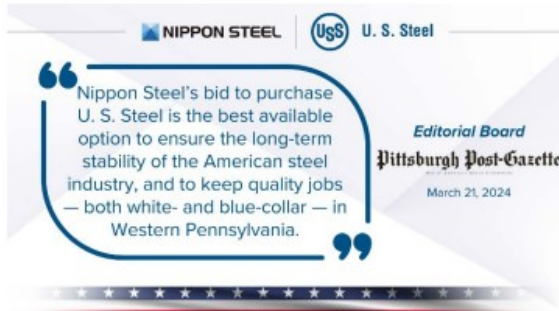 NIPPON STEEL
USS U. S. Steel
Nippon Steel's bid to purchase
U. S. Steel is the best available
option to ensure the long-term
stability of the American steel
industry, and to keep quality jobs
— both white- and blue-collar — in
Western Pennsylvania.
Editorial Board
Pittsburgh Post-Gazette
March 21, 2024